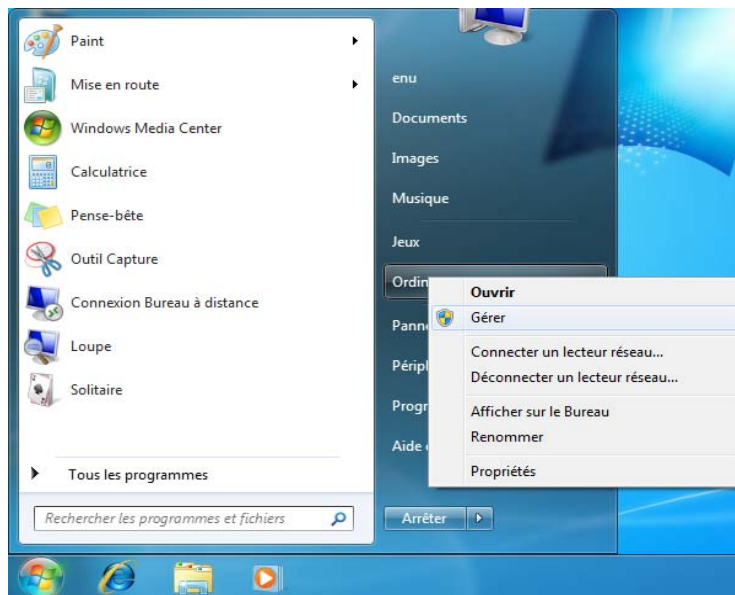 Paint
Mise en route
Windows Media Center
Calculatrice
Pense-bête
Outil Capture
Connexion Bureau à distance
Loupe
Solitaire
Tous les programmes
Rechercher les programmes et fichiers
enu
Documents
Images
Musique
Jeux
Ordin
Pann
Périph
Progr
Aide
Arrêter
Ouvrir
Gérer
Connecter un lecteur réseau...
Déconnecter un lecteur réseau...
Afficher sur le Bureau
Renommer
Propriétés